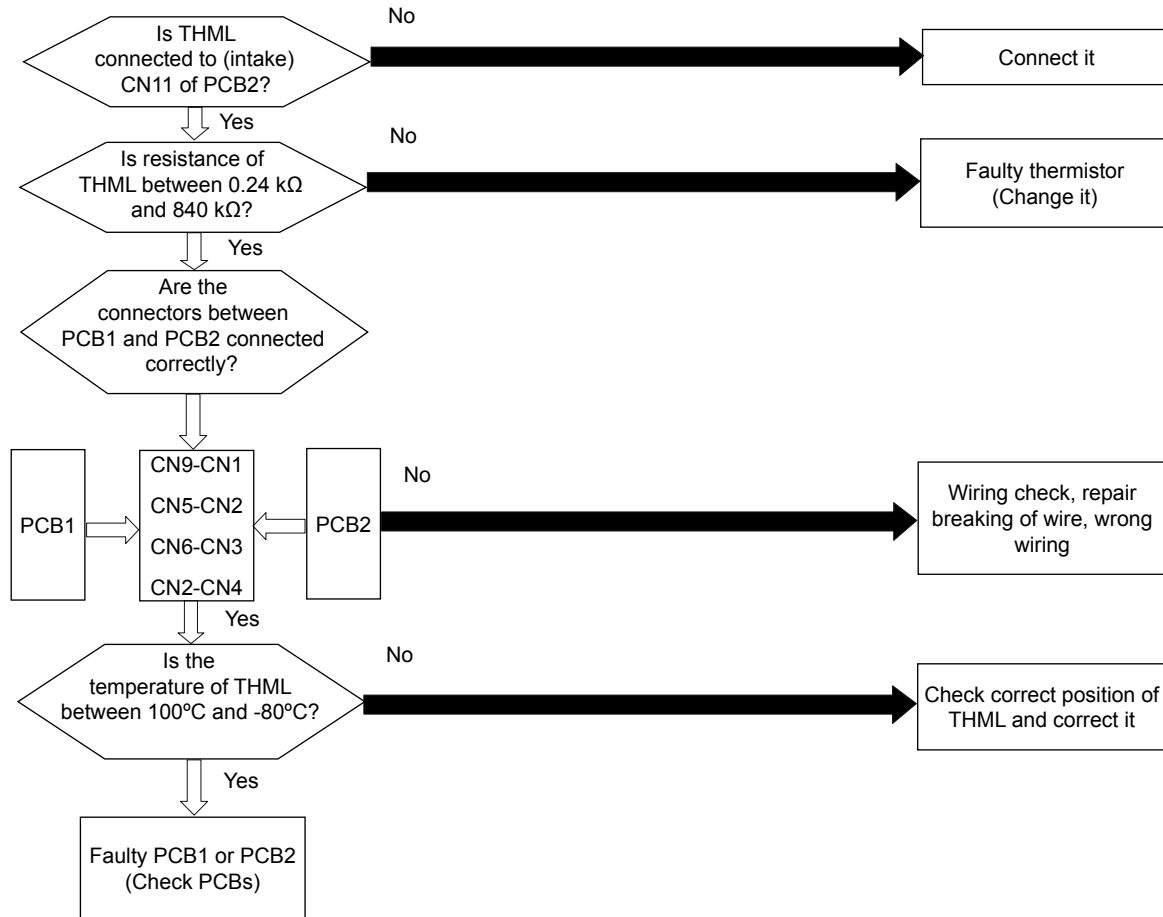 Is THML
connected to (intake)
CN11 of PCB2?
No
Connect it
Yes
Is resistance of
THML between 0.24 kΩ
and 840 kΩ?
No
Faulty thermistor
(Change it)
Yes
Are the
connectors between
PCB1 and PCB2 connected
correctly?
PCB1
CN9-CN1
CN5-CN2
CN6-CN3
CN2-CN4
PCB2
No
Wiring check, repair
breaking of wire, wrong
wiring
Yes
Is the
temperature of THML
between 100ºC and -80ºC?
No
Check correct position of
THML and correct it
Yes
Faulty PCB1 or PCB2
(Check PCBs)